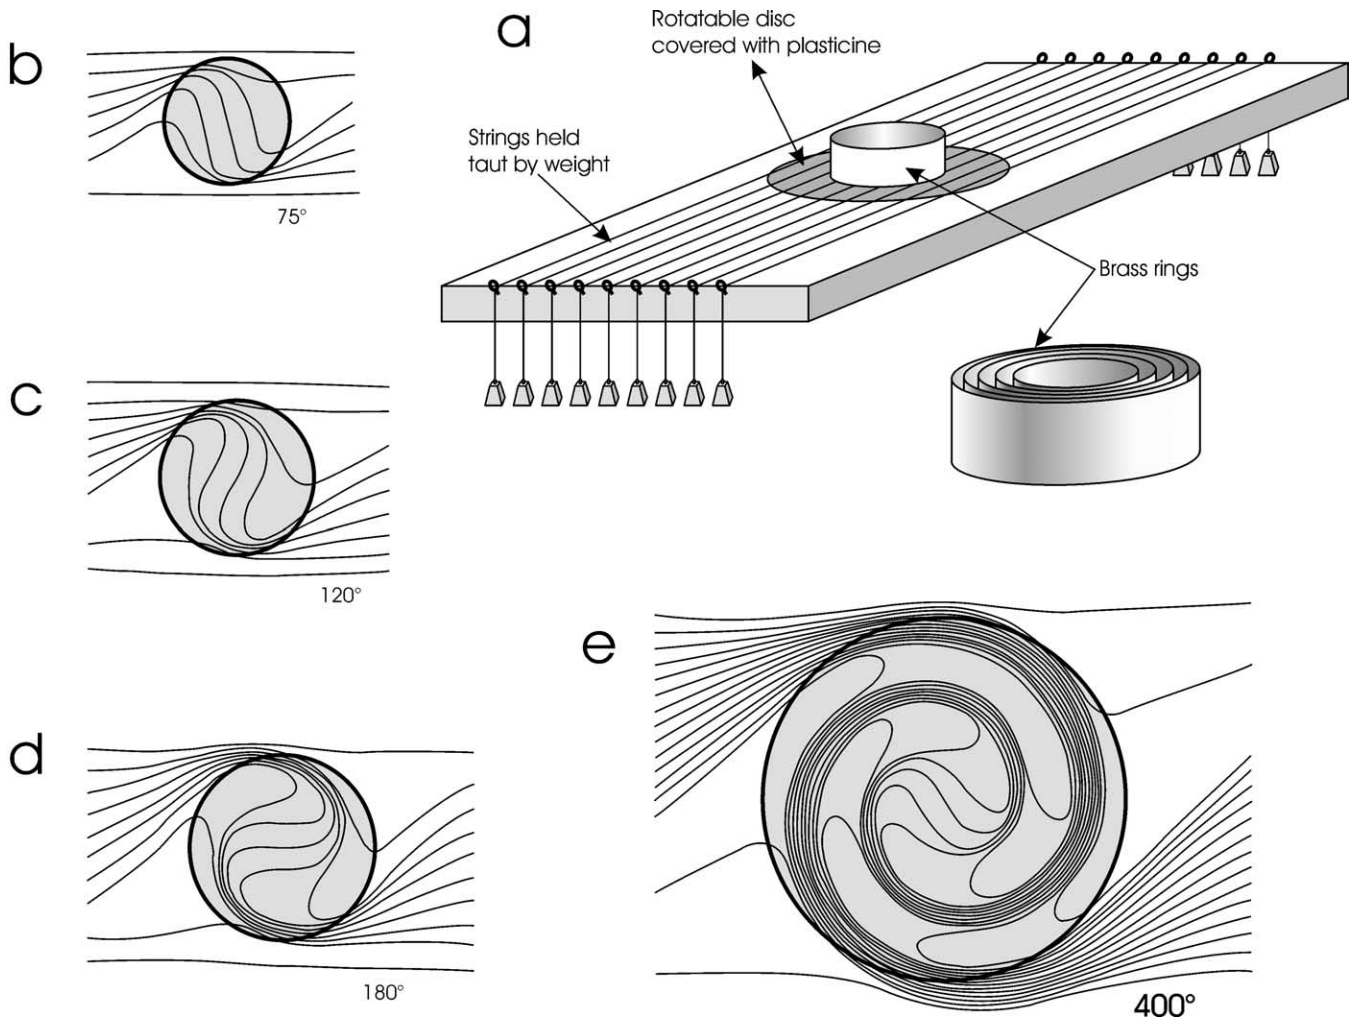 a
Rotatable disc
covered with plasticine
Strings held
taut by weight
Brass rings
b
75°
c
120°
d
180°
e
400°